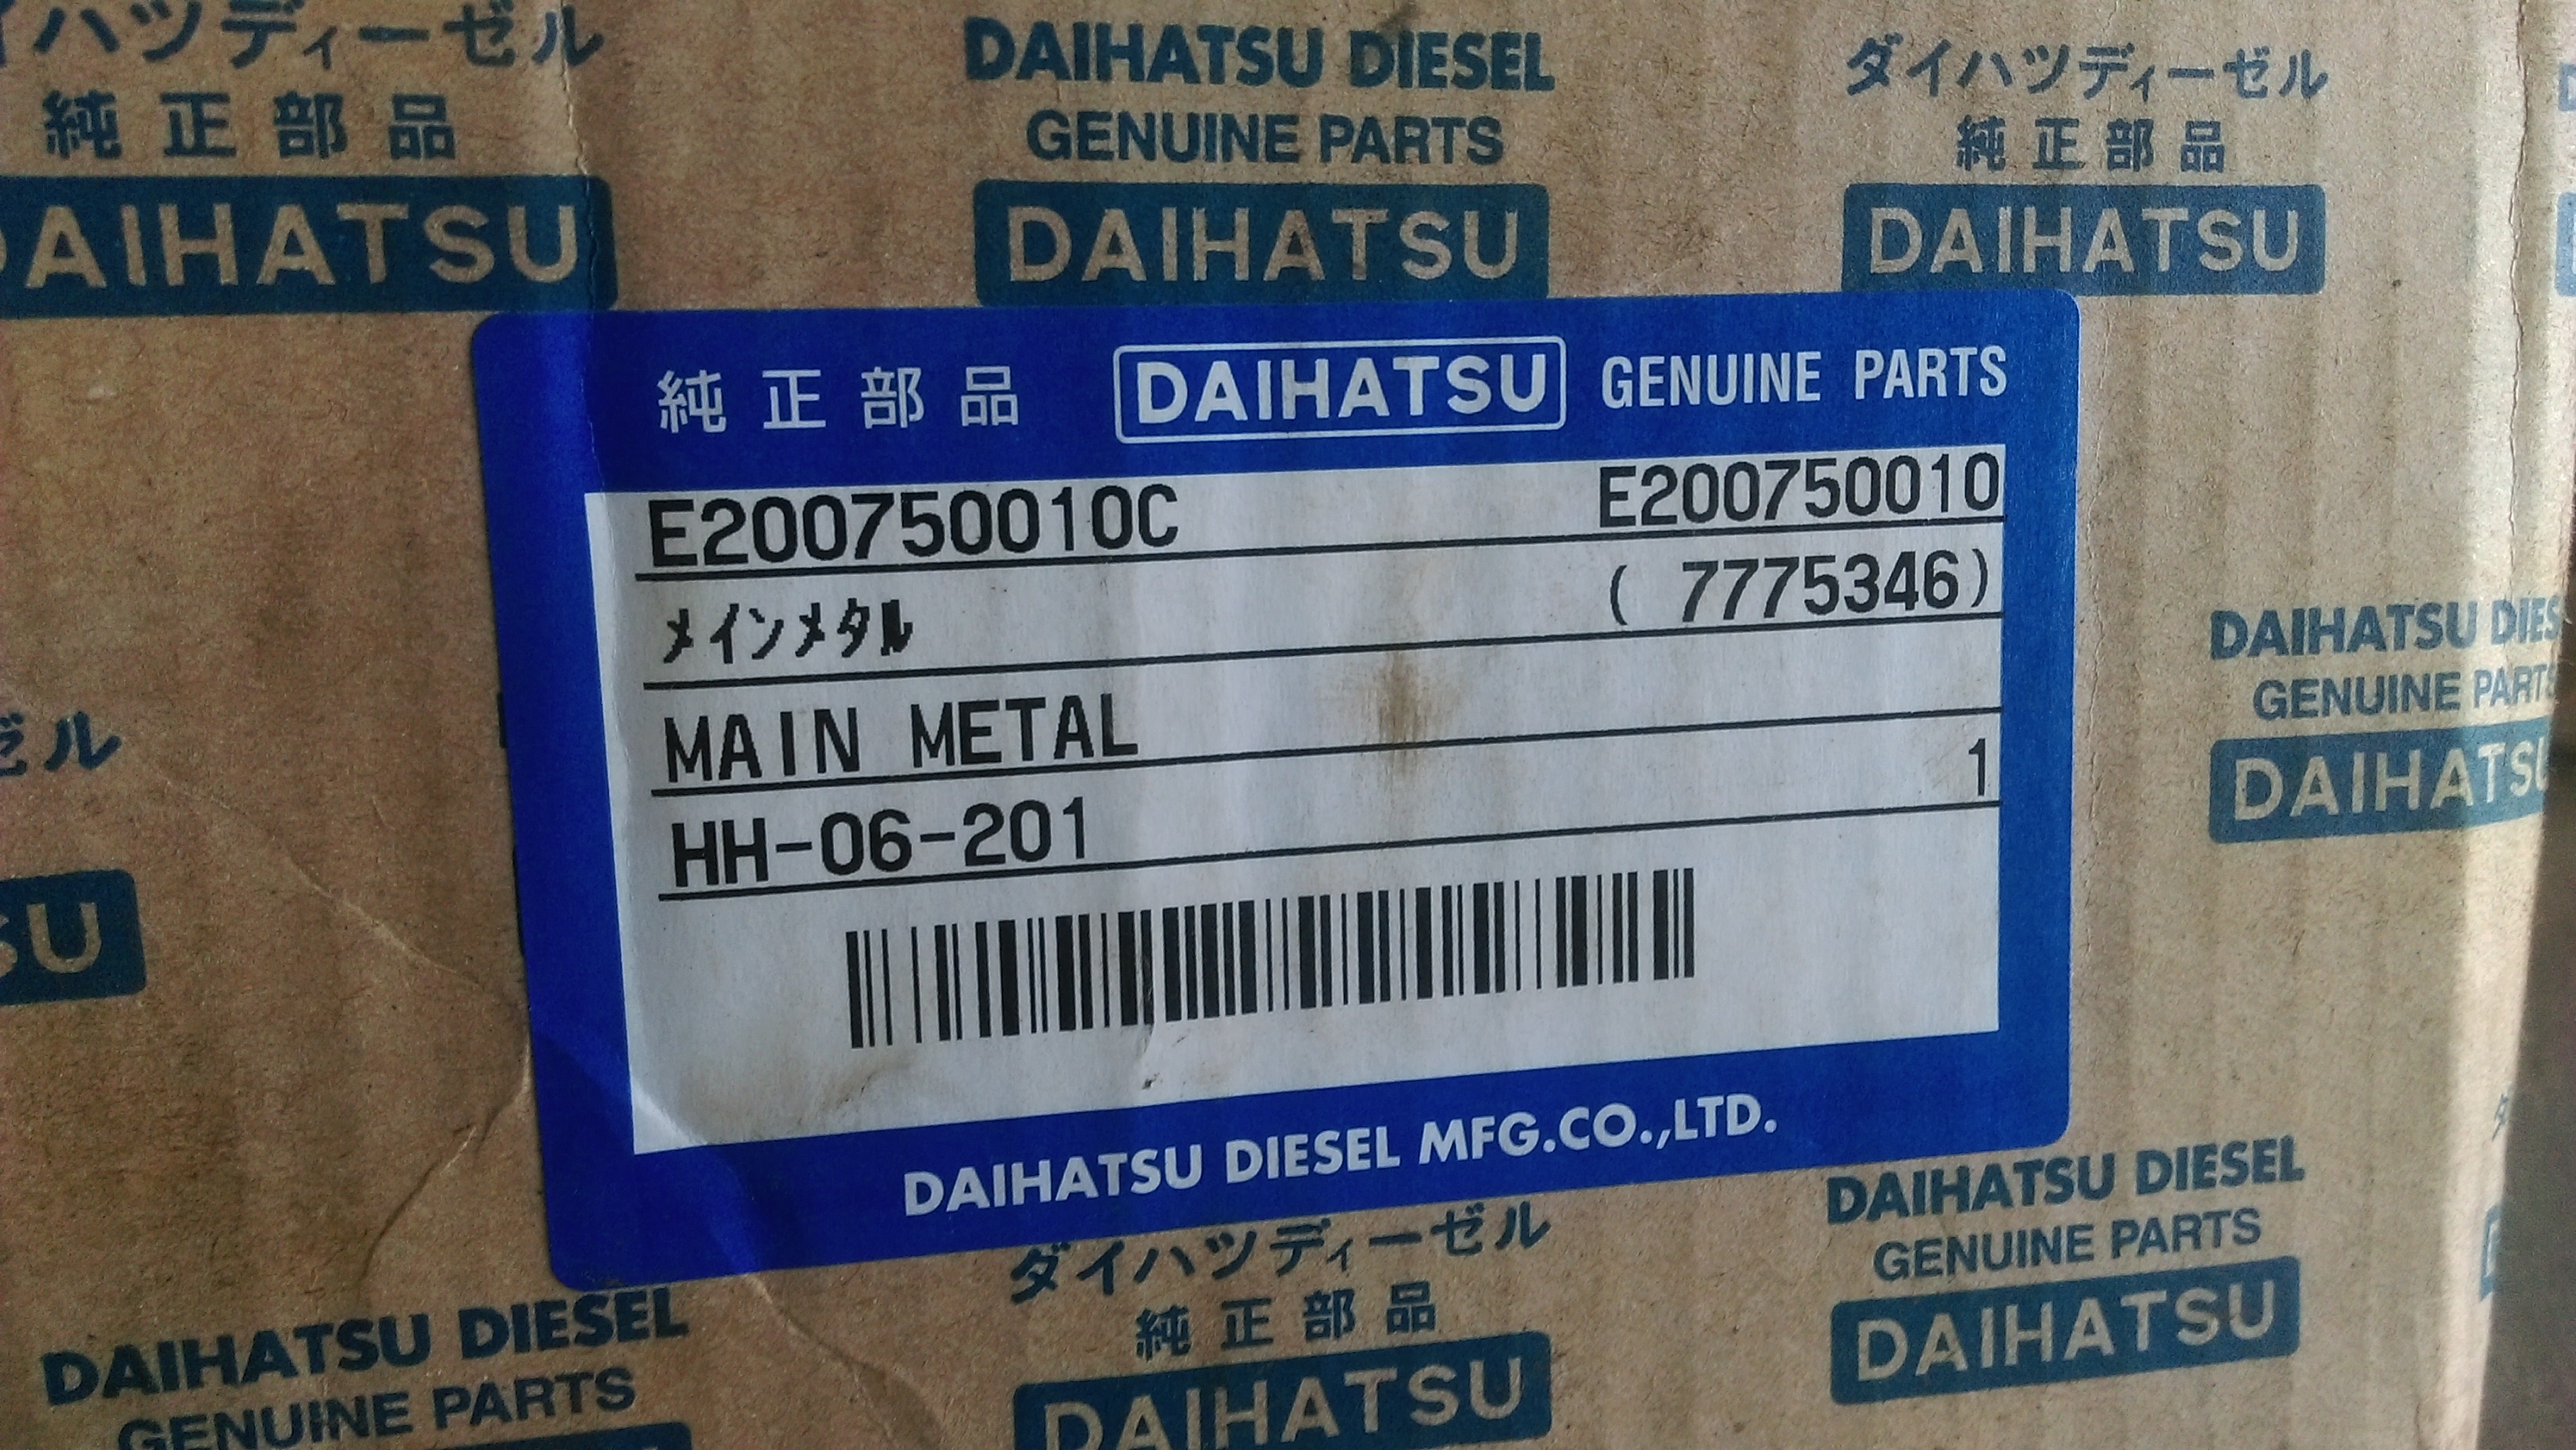 ダイハツディーゼル
純正部品
DAIHATSU
DAIHATSU DIESEL
GENUINE PARTS
DAIHATSU
ダイハツディーゼル
純正部品
DAIHATSU
純正部品 DAIHATSU GENUINE PARTS
E200750010C E200750010
メインメタル ( 7775346)
MAIN METAL
HH-06-201 1
DAIHATSU DIESEL MFG.CO.,LTD.
ゼル
SU
DAIHATSU DIES
GENUINE PARTS
DAIHATSU
DAIHATSU DIESEL
GENUINE PARTS
ダイハツディーゼル
純正部品
DAIHATSU
DAIHATSU DIESEL
GENUINE PARTS
DAIHATSU